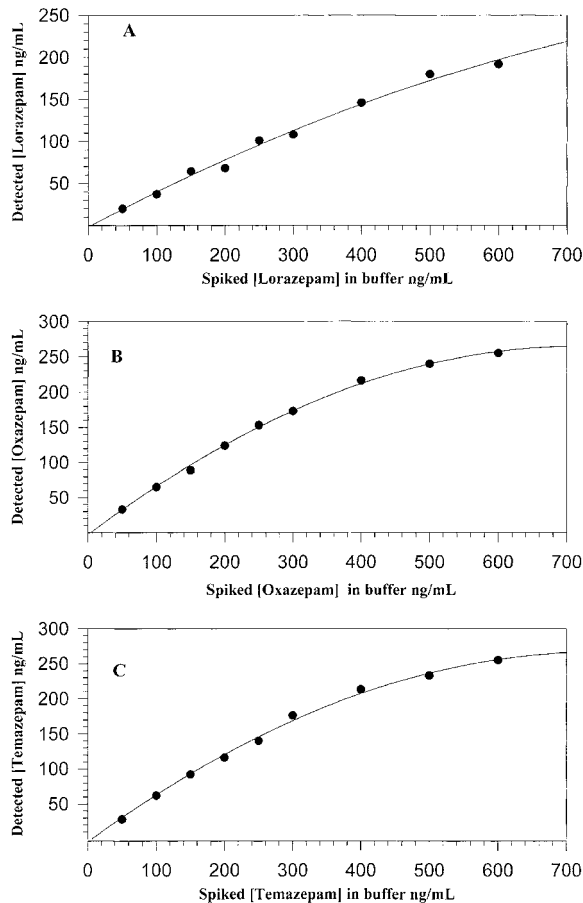 250
A
200
150
100
50
Detected [Lorazepam] ng/mL
0 100 200 300 400 500 600 700
Spiked [Lorazepam] in buffer ng/mL
300
B
250
200
150
100
50
Detected [Oxazepam] ng/mL
0 100 200 300 400 500 600 700
Spiked [Oxazepam] in buffer ng/mL
300
C
250
200
150
100
50
Detected [Temazepam] ng/mL
0 100 200 300 400 500 600 700
Spiked [Temazepam] in buffer ng/mL